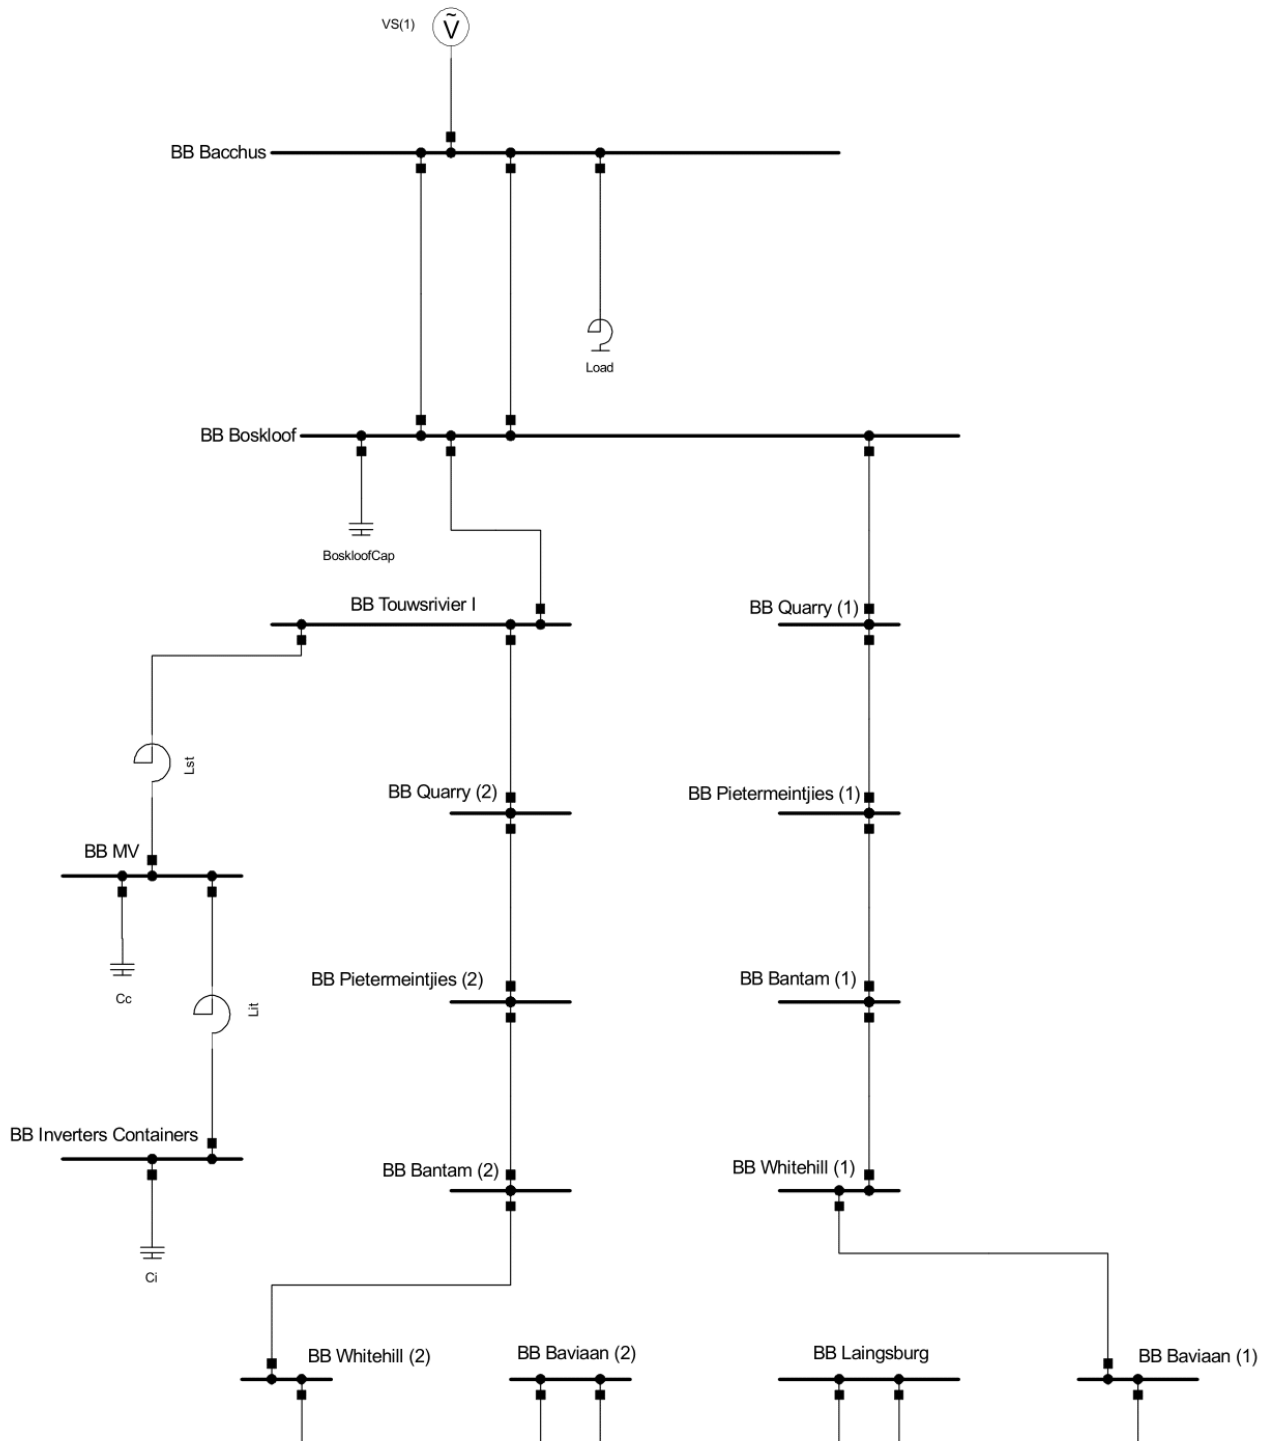 VS(1)
V
BB Bacchus
Load
BB Boskloof
BoskloofCap
BB Touwsrivier I
BB Quarry (1)
Lst
BB Quarry (2)
BB Pietermeintjies (1)
BB MV
BB Pietermeintjies (2)
BB Bantam (1)
Cc
Lit
BB Inverters Containers
BB Bantam (2)
BB Whitehill (1)
Ci
BB Whitehill (2)
BB Baviaan (2)
BB Laingsburg
BB Baviaan (1)